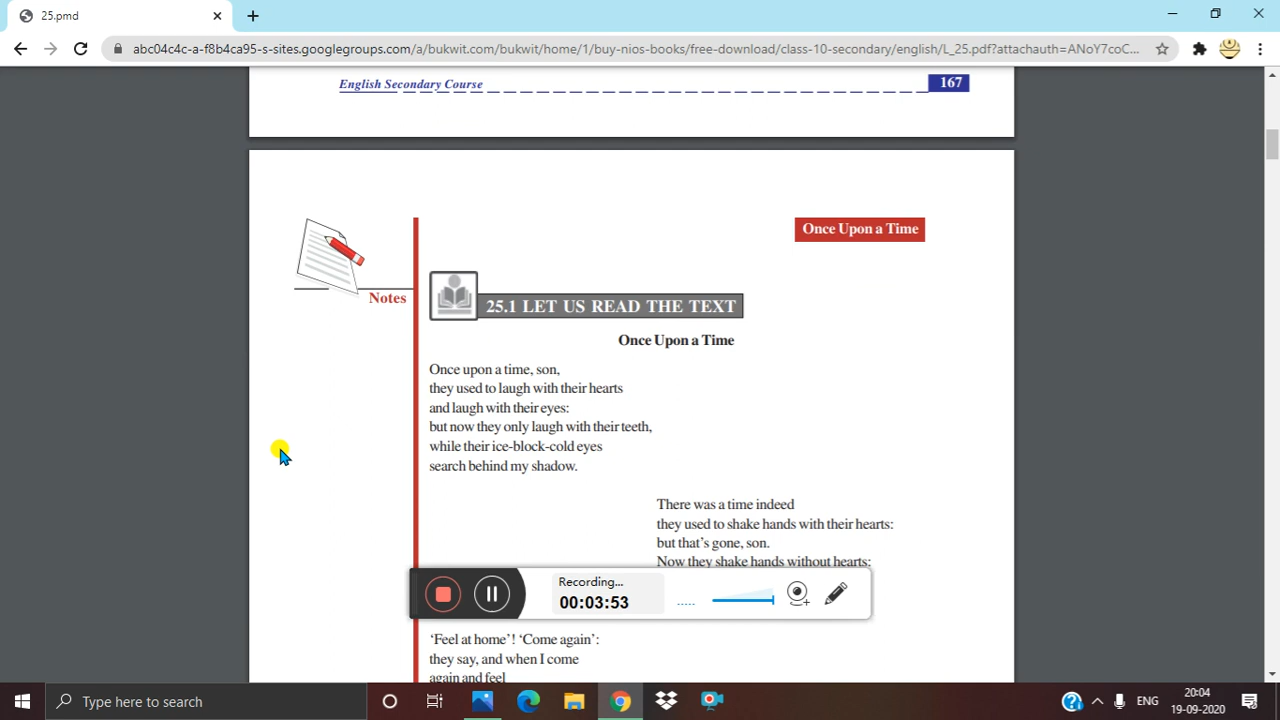 25.pmd
abc04c4c-a-f8b4ca95-s-sites.googlegroups.com/a/bukwit.com/bukwit/home/1/buy-nios-books/free-download/class-10-secondary/english/L_25.pdf?attachauth=ANoY7coC...
English Secondary Course
167
Once Upon a Time
Notes
25.1 LET US READ THE TEXT
Once Upon a Time
Once upon a time, son,
they used to laugh with their hearts
and laugh with their eyes:
but now they only laugh with their teeth,
while their ice-block-cold eyes
search behind my shadow.
There was a time indeed
they used to shake hands with their hearts:
but that’s gone, son.
Now they shake hands without hearts:
Recording...
00:03:53
‘Feel at home’! ‘Come again’:
they say, and when I come
again and feel
Type here to search
ENG
20:04
19-09-2020